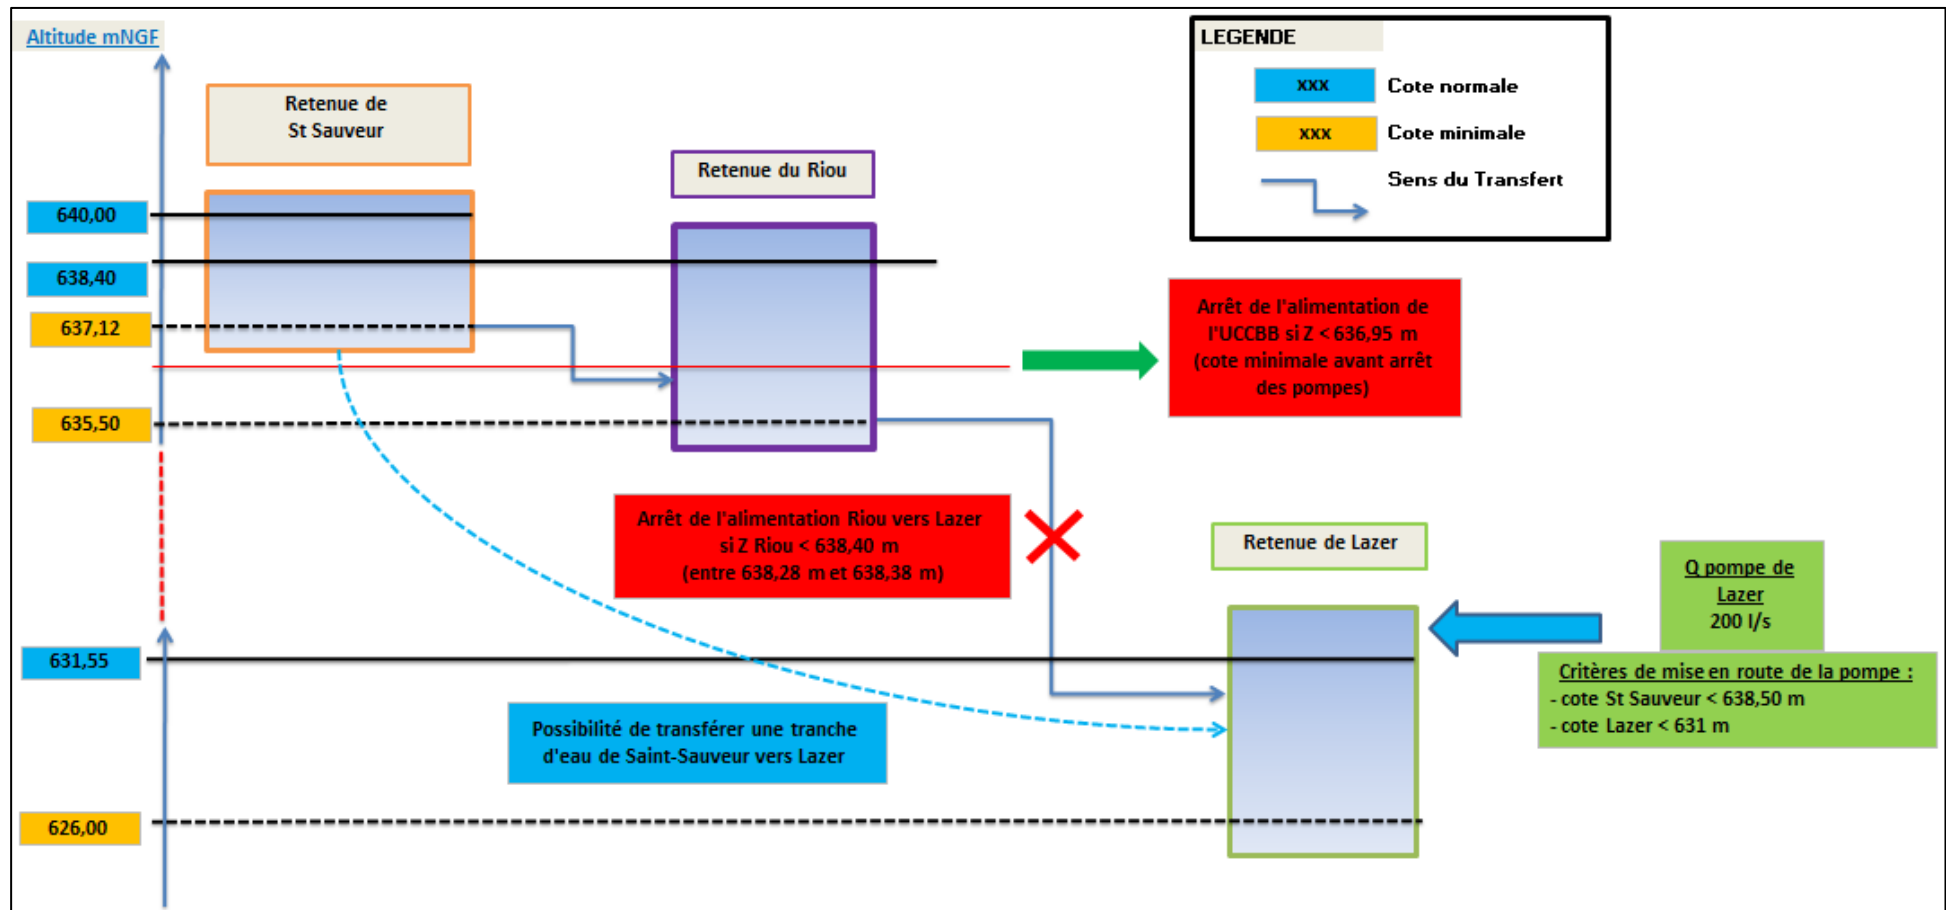 Altitude mNGF
LEGENDE
xxx
Cote normale
xxx
Cote minimale
Sens du Transfert
Retenue de
St Sauveur
Retenue du Riou
640,00
638,40
637,12
635,50
Arrêt de l'alimentation de
l'UCCBB si Z < 636,95 m
(cote minimale avant arrêt
des pompes)
Arrêt de l'alimentation Riou vers Lazer
si Z Riou < 638,40 m
(entre 638,28 m et 638,38 m)
Retenue de Lazer
Q pompe de
Lazer
200 l/s
Critères de mise en route de la pompe :
- cote St Sauveur < 638,50 m
- cote Lazer < 631 m
631,55
Possibilité de transférer une tranche
d'eau de Saint-Sauveur vers Lazer
626,00